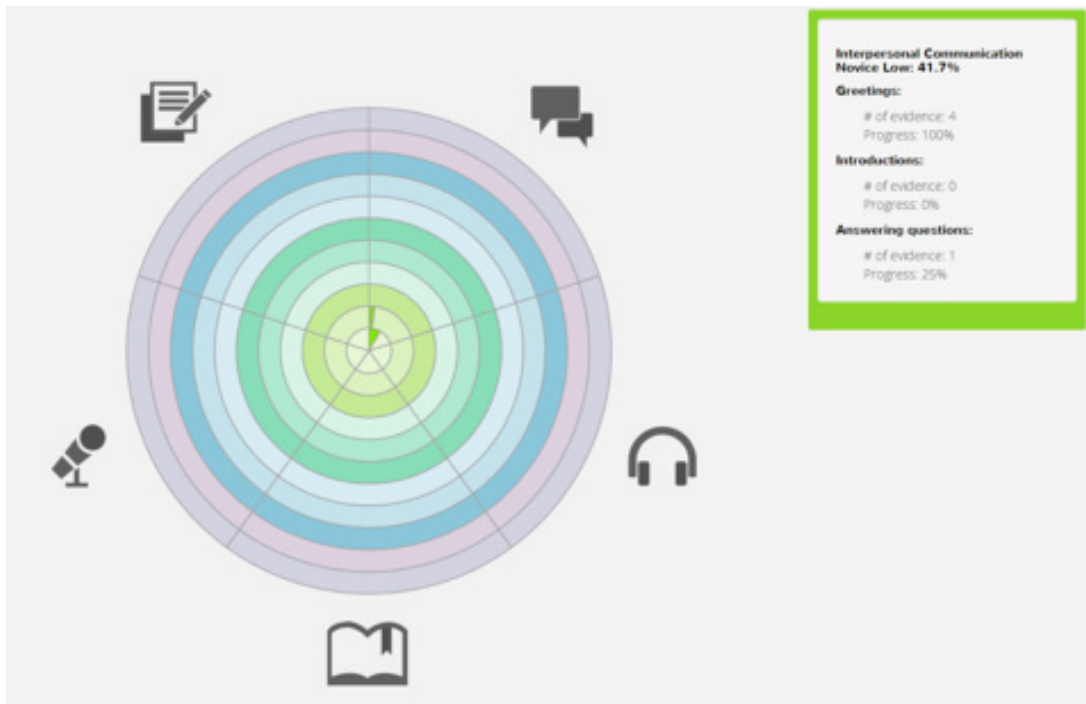 Interpersonal Communication
Novice Low: 41.7%
Greetings:
# of evidence: 4
Progress: 100%
Introductions:
# of evidence: 0
Progress: 0%
Answering questions:
# of evidence: 1
Progress: 25%